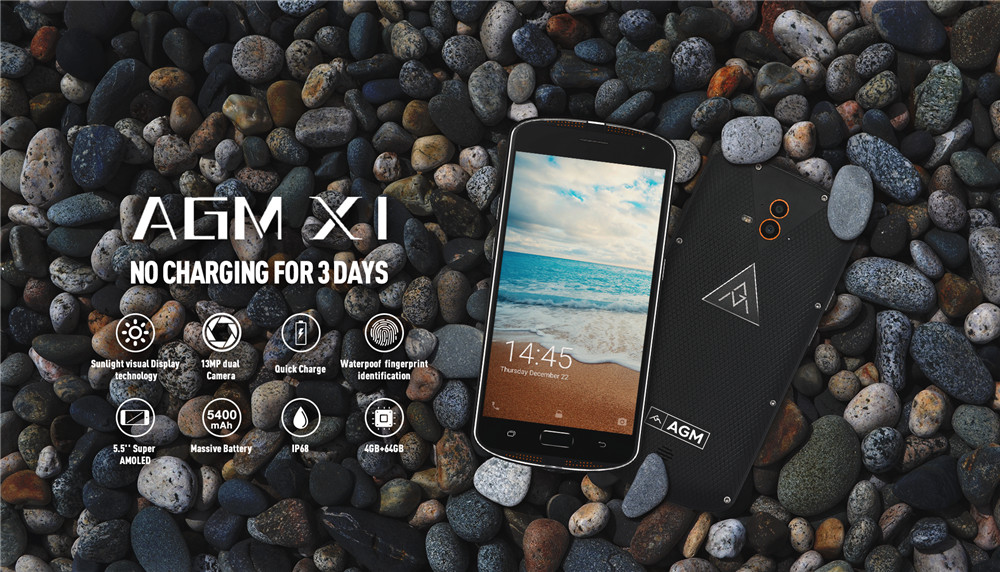 AGM X1
NO CHARGING FOR 3 DAYS
Sunlight visual Display
technology
13MP dual
Camera
Quick Charge
Waterpoof fingerprint
identification
5.5'' Super
AMOLED
5400
mAh
Massive Battery
IP68
4GB+64GB
14:45
Thursday December 22
AGM